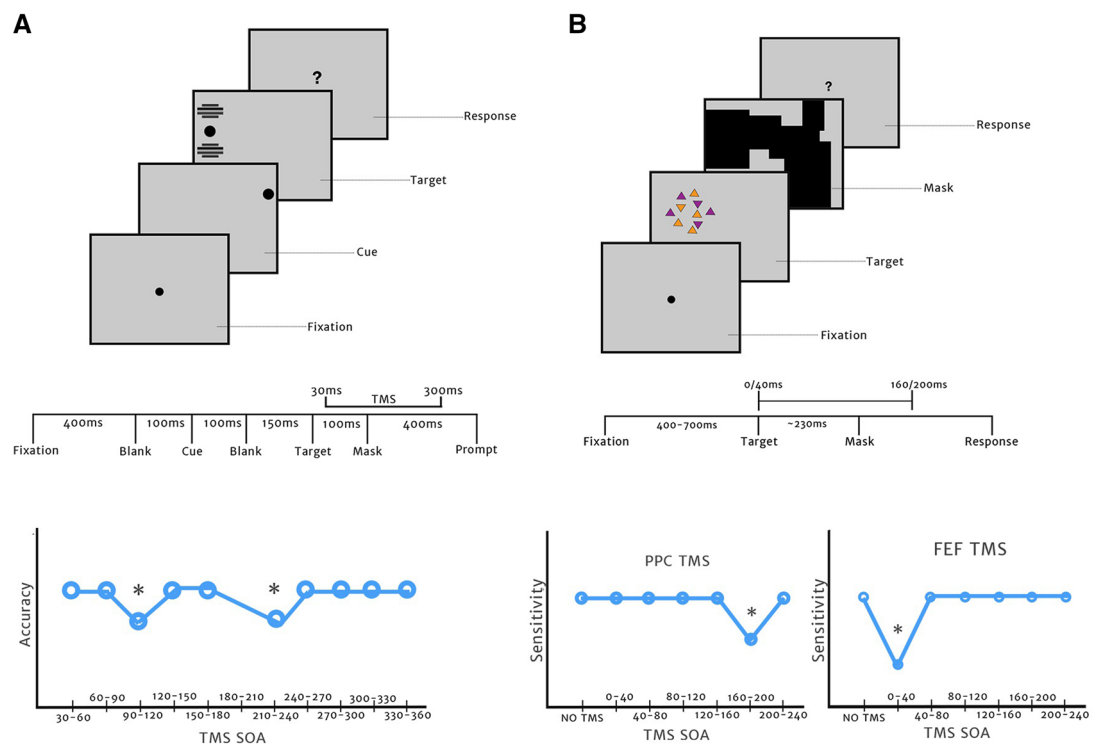 A
?
Response
Target
Cue
Fixation
30ms
TMS
300ms
400ms
100ms
100ms
150ms
100ms
400ms
Fixation
Blank
Cue
Blank
Target
Mask
Prompt
Accuracy
*
*
60-90
120-150
180-210
240-270
300-330
30-60
90-120
150-180
210-240
270-300
330-360
TMS SOA
B
?
Response
Mask
Target
Fixation
0/40ms
160/200ms
400-700ms
~230ms
Fixation
Target
Mask
Response
PPC TMS
Sensitivity
*
0-40
80-120
160-200
NO TMS
40-80
120-160
200-240
TMS SOA
FEF TMS
Sensitivity
*
0-40
80-120
160-200
NO TMS
40-80
120-160
200-240
TMS SOA